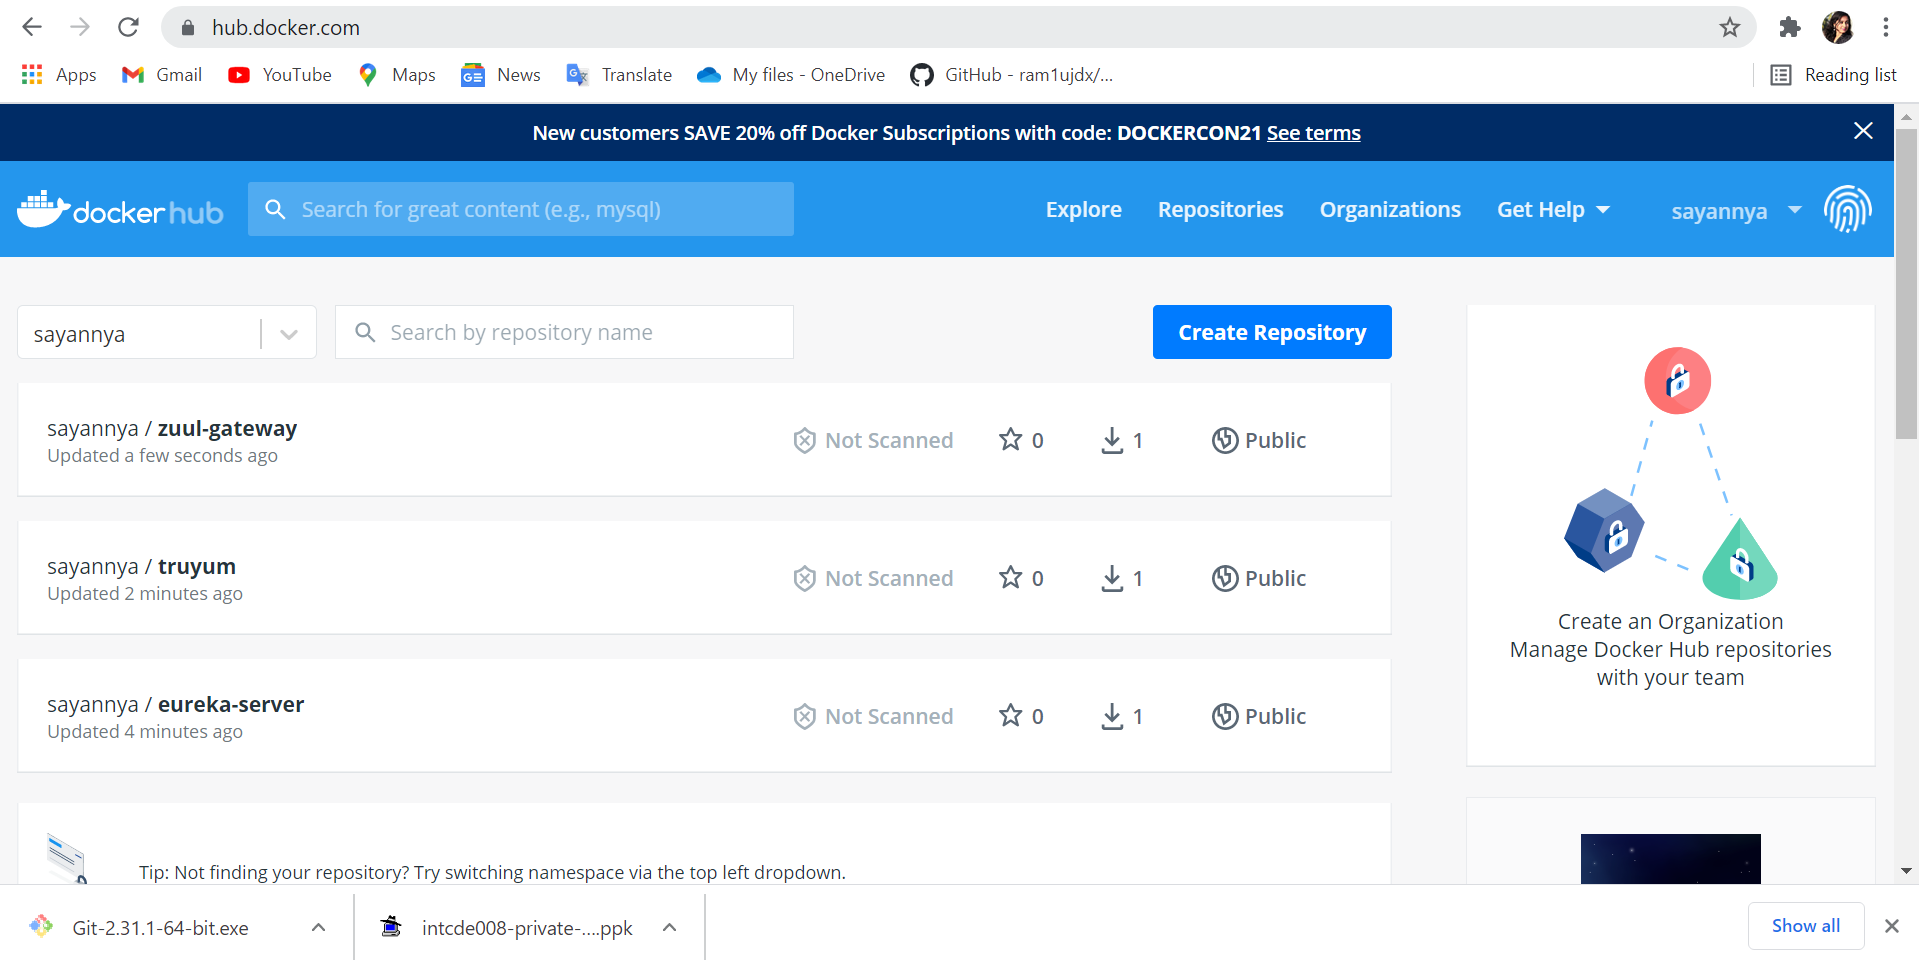 hub.docker.com
Apps Gmail YouTube Maps News Translate My files - OneDrive GitHub - ram1ujdx/... Reading list
New customers SAVE 20% off Docker Subscriptions with code: DOCKERCON21 See terms
docker hub Search for great content (e.g., mysql) Explore Repositories Organizations Get Help sayannya
sayannya Search by repository name Create Repository
sayannya / zuul-gateway
Updated a few seconds ago
Not Scanned 0 1 Public
sayannya / truyum
Updated 2 minutes ago
Not Scanned 0 1 Public
sayannya / eureka-server
Updated 4 minutes ago
Not Scanned 0 1 Public
Tip: Not finding your repository? Try switching namespace via the top left dropdown.
Create an Organization
Manage Docker Hub repositories
with your team
Git-2.31.1-64-bit.exe intcde008-private-....ppk Show all